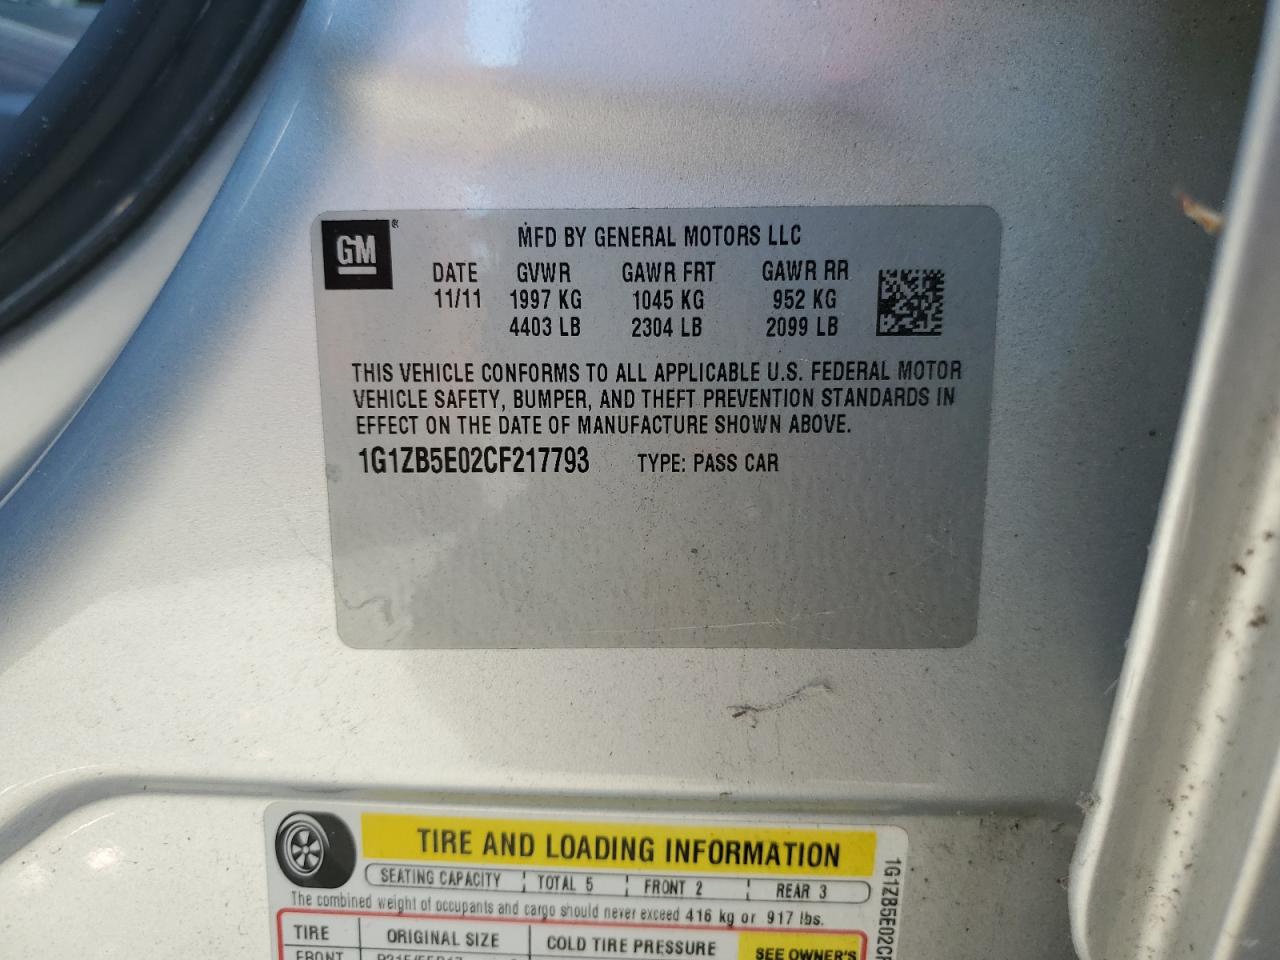 GM®
MFD BY GENERAL MOTORS LLC
DATE GVWR GAWR FRT GAWR RR
11/11 1997 KG 1045 KG 952 KG
4403 LB 2304 LB 2099 LB
THIS VEHICLE CONFORMS TO ALL APPLICABLE U.S. FEDERAL MOTOR
VEHICLE SAFETY, BUMPER, AND THEFT PREVENTION STANDARDS IN
EFFECT ON THE DATE OF MANUFACTURE SHOWN ABOVE.
1G1ZB5E02CF217793 TYPE: PASS CAR
TIRE AND LOADING INFORMATION
SEATING CAPACITY TOTAL 5 FRONT 2 REAR 3
The combined weight of occupants and cargo should never exceed 416 kg or 917 lbs.
TIRE ORIGINAL SIZE COLD TIRE PRESSURE SEE OWNER'S
FRONT
1G1ZB5E02CF